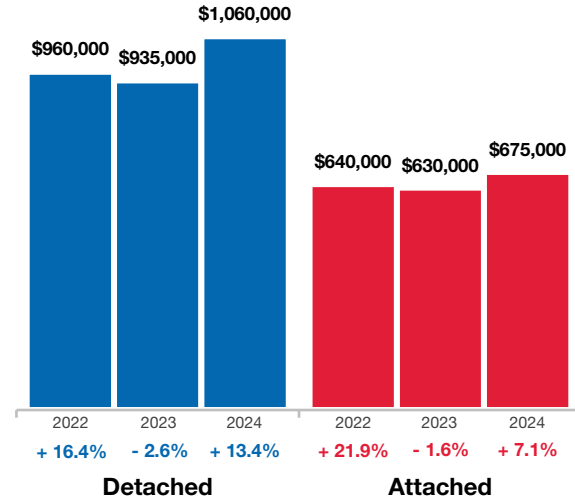 $960,000 $935,000 $1,060,000 $640,000 $630,000 $675,000
2022 2023 2024 2022 2023 2024
+ 16.4% - 2.6% + 13.4% + 21.9% - 1.6% + 7.1%
Detached Attached